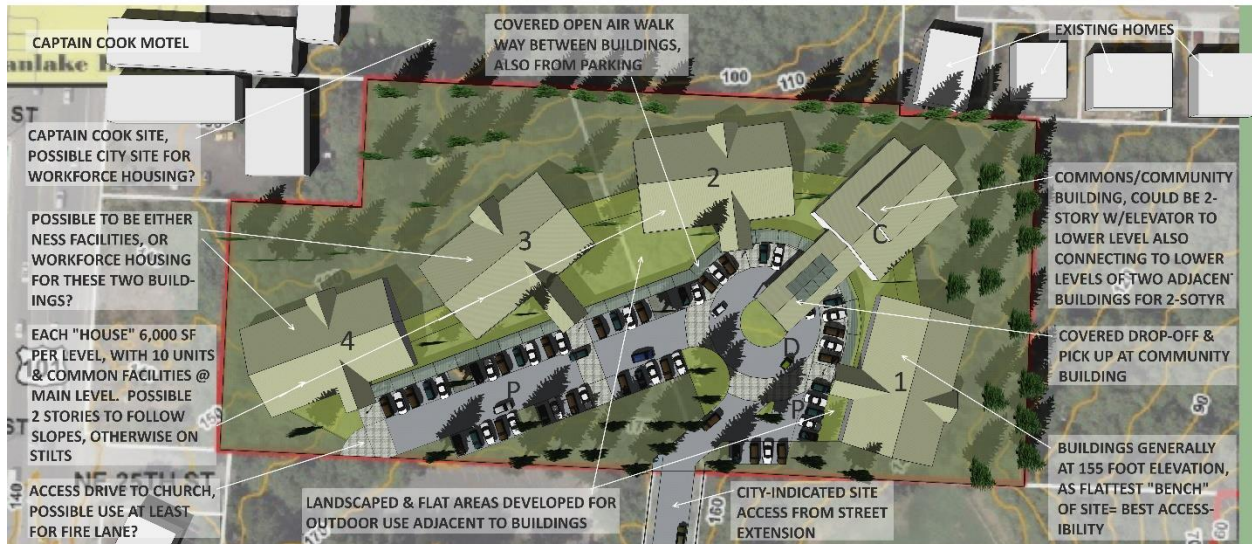 CAPTAIN COOK MOTEL
anlake
ST
CAPTAIN COOK SITE,
POSSIBLE CITY SITE FOR
WORKFORCE HOUSING?
POSSIBLE TO BE EITHER
NESS FACILITIES, OR
WORKFORCE HOUSING
FOR THESE TWO BUILD-
INGS?
EACH "HOUSE" 6,000 SF
PER LEVEL, WITH 10 UNITS
& COMMON FACILITIES @
MAIN LEVEL. POSSIBLE
2 STORIES TO FOLLOW
SLOPES, OTHERWISE ON
STILTS
101
150
ST
NE 25TH ST
140
ACCESS DRIVE TO CHURCH,
POSSIBLE USE AT LEAST
FOR FIRE LANE?
170
COVERED OPEN AIR WALK
WAY BETWEEN BUILDINGS,
ALSO FROM PARKING
100
110
2
3
4
C
1
D
P
P
LANDSCAPED & FLAT AREAS DEVELOPED FOR
OUTDOOR USE ADJACENT TO BUILDINGS
160
CITY-INDICATED SITE
ACCESS FROM STREET
EXTENSION
EXISTING HOMES
COMMONS/COMMUNITY
BUILDING, COULD BE 2-
STORY W/ELEVATOR TO
LOWER LEVEL ALSO
CONNECTING TO LOWER
LEVELS OF TWO ADJACEN
BUILDINGS FOR 2-SOTYR
120
COVERED DROP-OFF &
PICK UP AT COMMUNITY
BUILDING
90
BUILDINGS GENERALLY
AT 155 FOOT ELEVATION,
AS FLATTEST "BENCH"
OF SITE= BEST ACCESS-
IBILITY
60